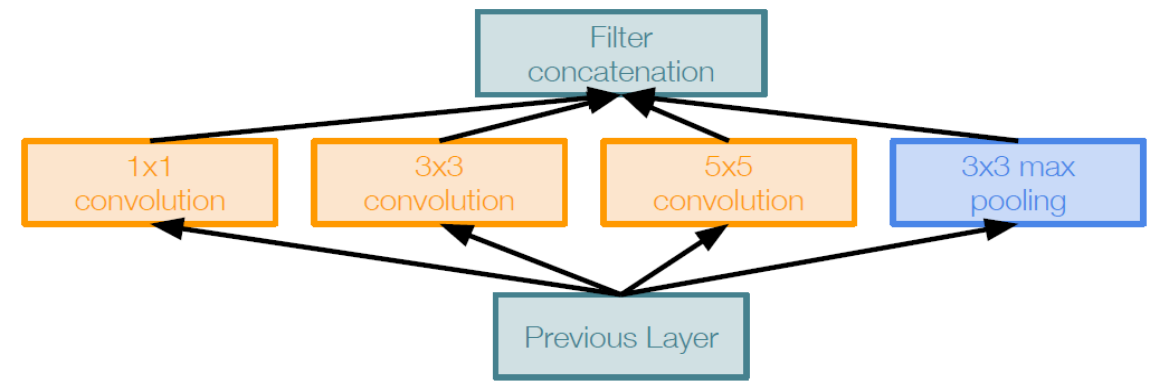 Filter
concatenation
1x1
convolution
3x3
convolution
5x5
convolution
3x3 max
pooling
Previous Layer